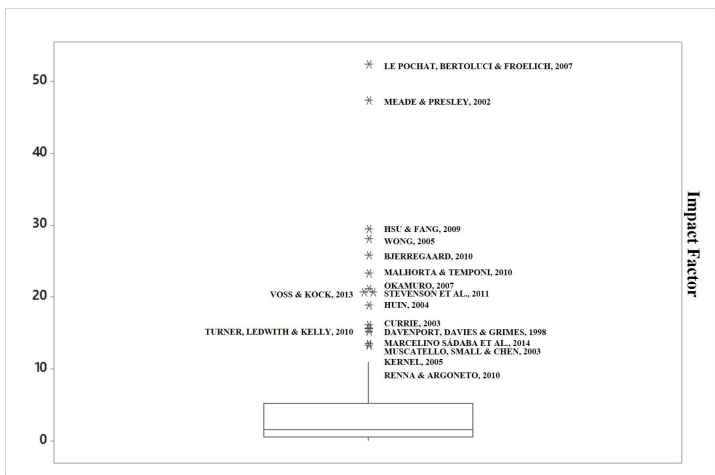 50
LE POCHAT, BERTOLUCI & FROELICH, 2007
MEADE & PRESLEY, 2002
40
30
HSU & FANG, 2009
WONG, 2005
BJERREGAARD, 2010
MALHORTA & TEMPONI, 2010
OKAMURO, 2007
VOSS & KOCK, 2013
STEVENSON ET AL., 2011
20
HUIN, 2004
CURRIE, 2003
TURNER, LEDWITH & KELLY, 2010
DAVENPORT, DAVIES & GRIMES, 1998
MARCELINO SÁDABA ET AL., 2014
MUSCATELLO, SMALL & CHEN, 2003
KERNEL, 2005
10
RENNA & ARGONETO, 2010
0
Impact Factor